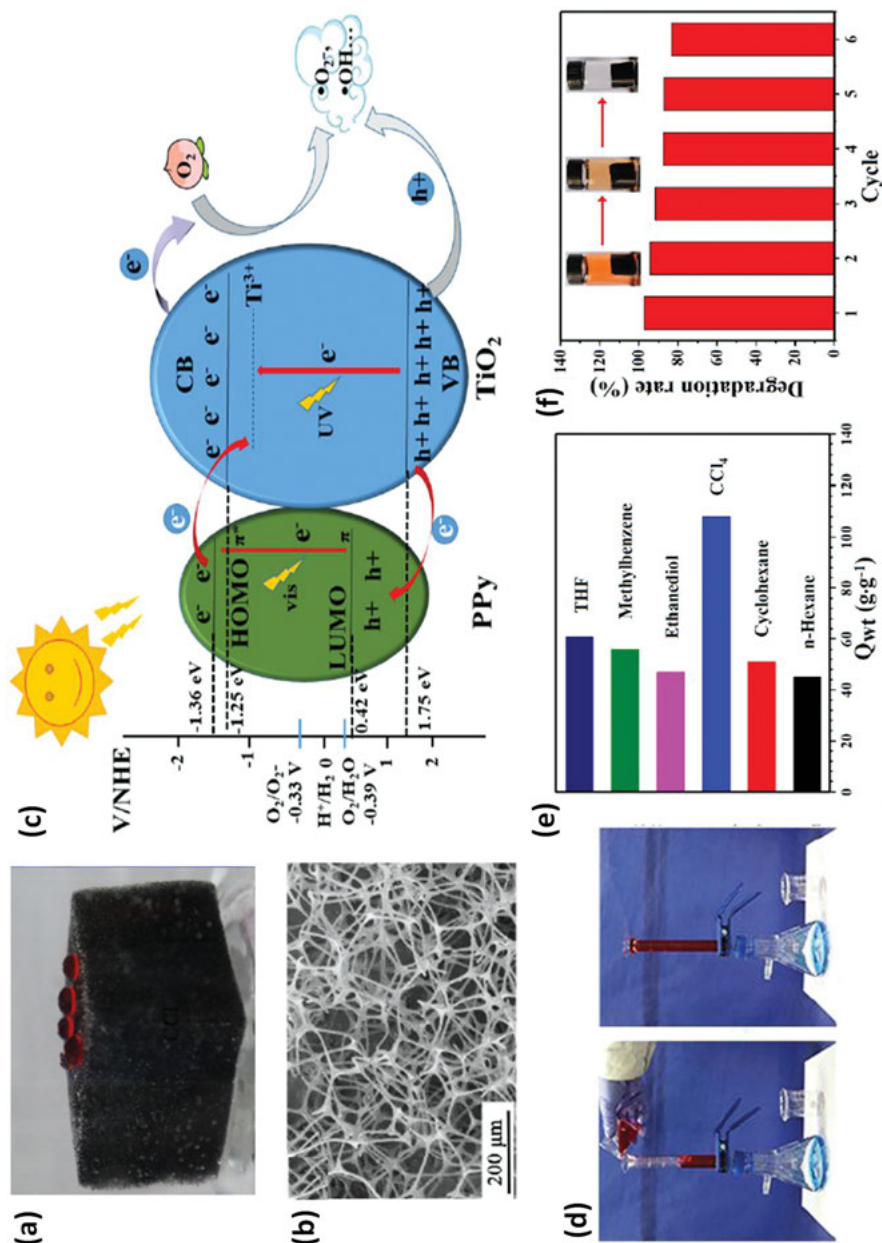 (a)
(b)
200 µm
(c)
V/NHE
-2
-1
O2/O2-
-0.33 V
H+/H2 0
O2/H2O
-0.39 V
1
2
-1.36 eV
-1.25 eV
0.42 eV
1.75 eV
e- e-
HOMO π*
e-
vis
LUMO π
h+ h+
PPy
e-
e-
CB
e- e- e- e- e-
Ti3+
e-
UV
h+ h+ h+ h+ h+ h+
VB
TiO2
e-
O2
h+
•O2-,
•OH...
(d)
(e)
THF
Methylbenzene
Ethanediol
CCl4
Cyclohexane
n-Hexane
0 20 40 60 80 100 120 140
Qwt (g.g-1)
(f)
Degradation rate (%)
140
120
100
80
60
40
20
0
1 2 3 4 5 6
Cycle